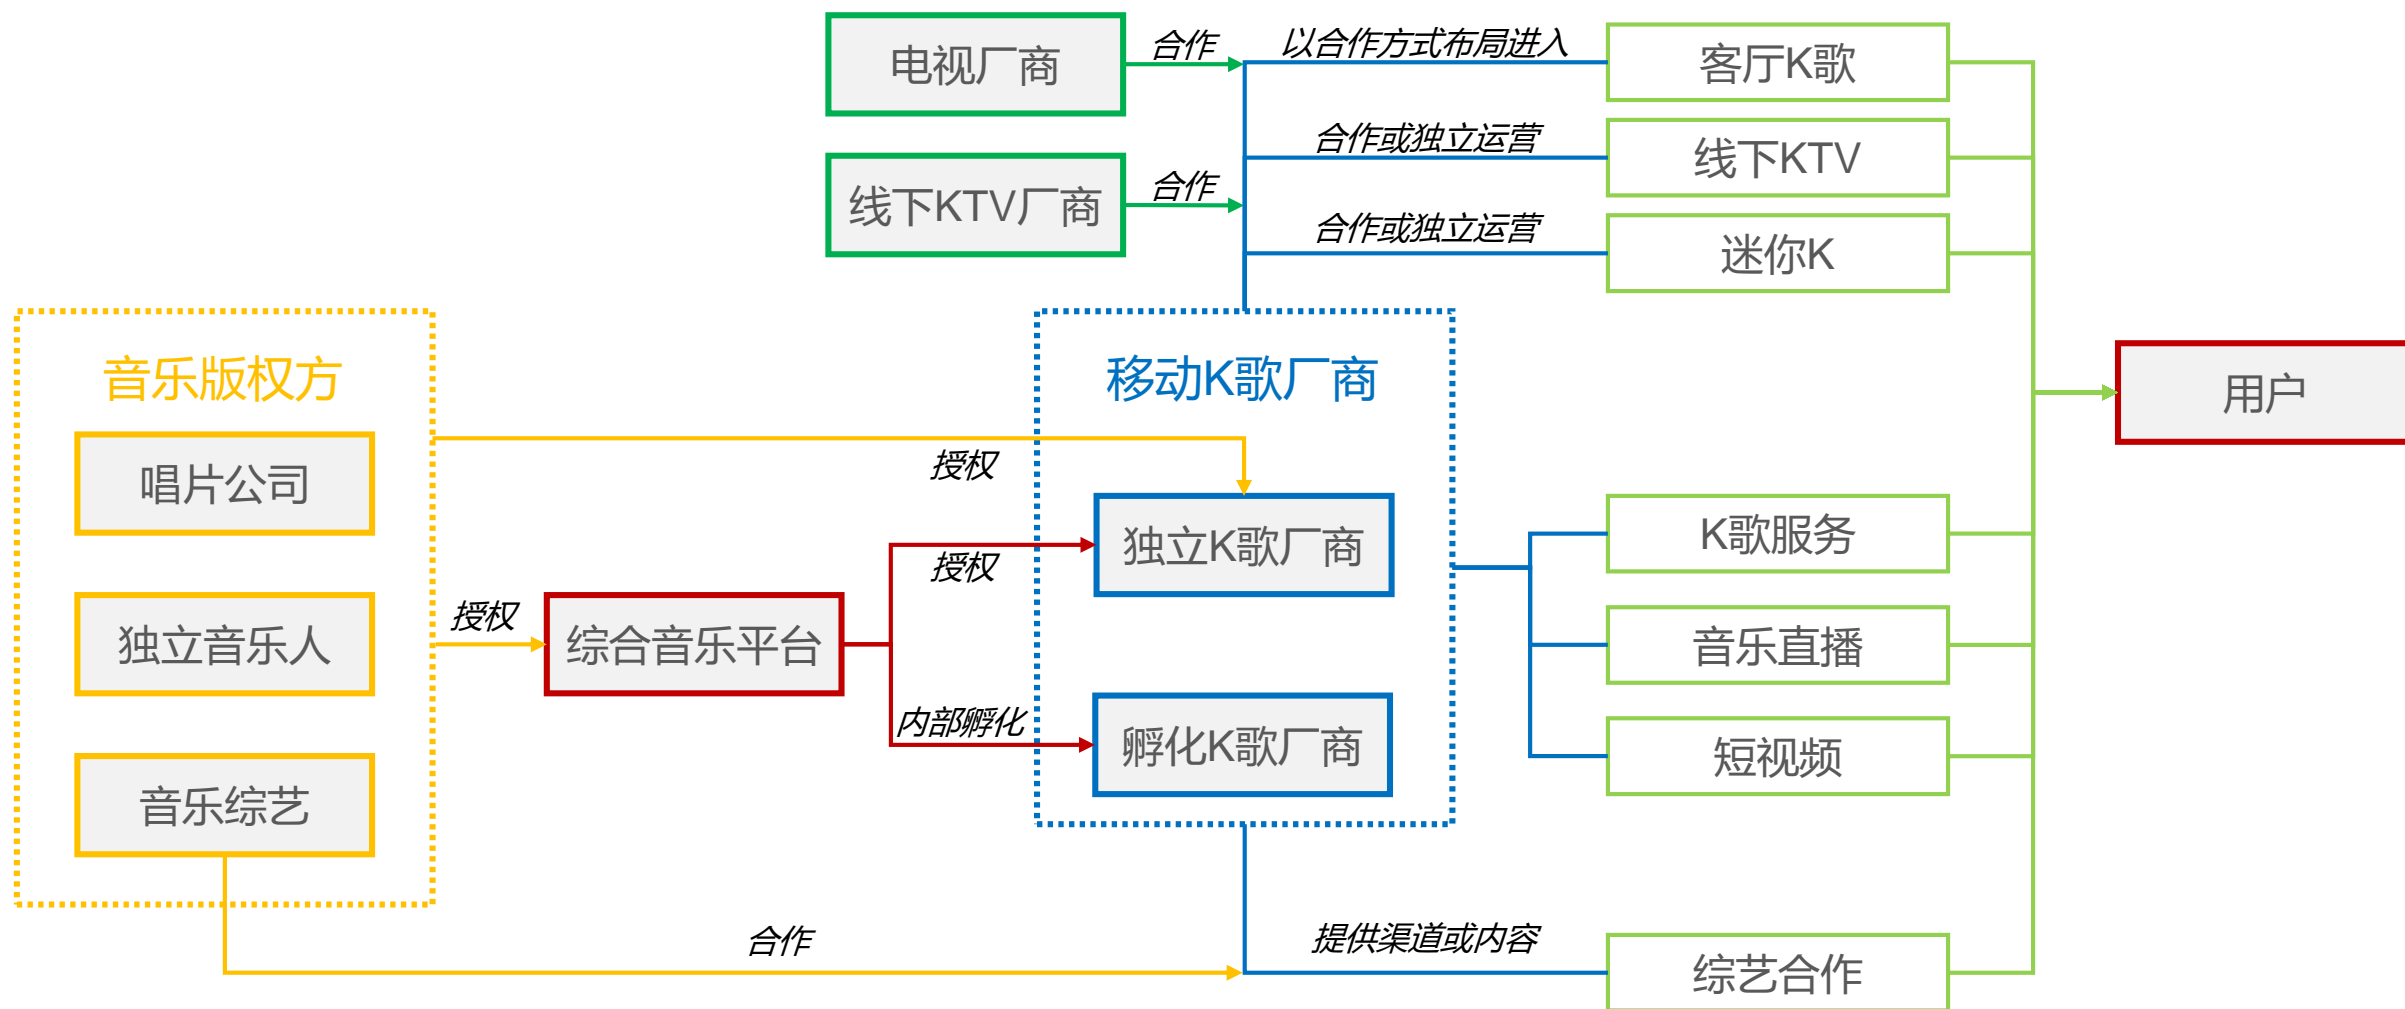 电视厂商
合作
以合作方式布局进入
客厅K歌
合作或独立运营
线下KTV
线下KTV厂商
合作
合作或独立运营
迷你K
音乐版权方
移动K歌厂商
用户
唱片公司
授权
独立K歌厂商
K歌服务
授权
独立音乐人
授权
综合音乐平台
音乐直播
内部孵化
孵化K歌厂商
短视频
音乐综艺
合作
提供渠道或内容
综艺合作